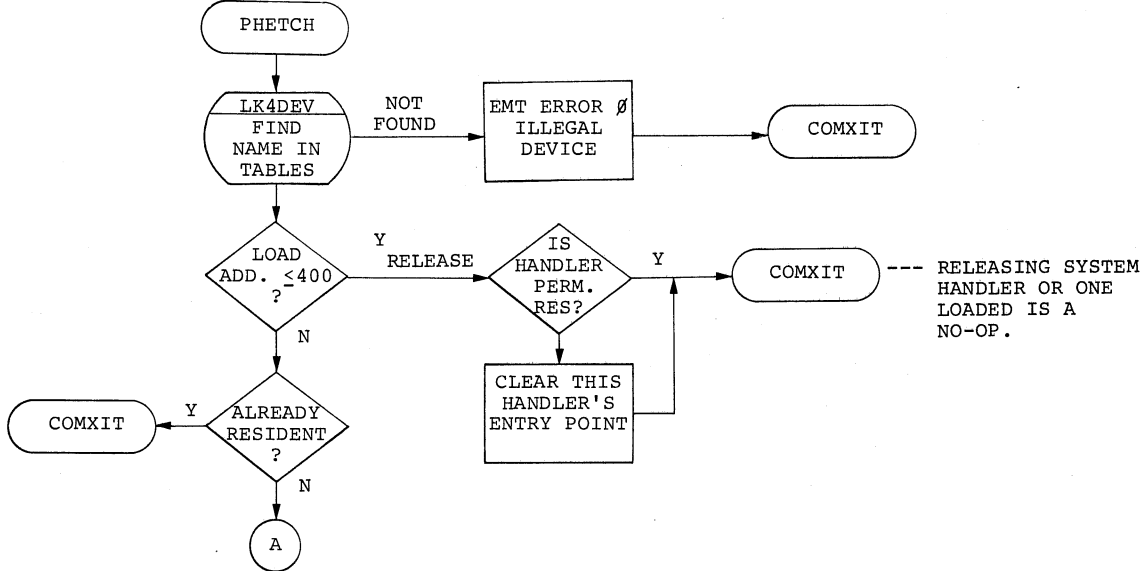 PHETCH
LK4DEV
FIND
NAME IN
TABLES
NOT
FOUND
EMT ERROR Ø
ILLEGAL
DEVICE
COMXIT
LOAD
ADD. ≤400
?
Y
RELEASE
N
IS
HANDLER
PERM.
RES?
Y
COMXIT
--- RELEASING SYSTEM
HANDLER OR ONE
LOADED IS A
NO-OP.
CLEAR THIS
HANDLER'S
ENTRY POINT
ALREADY
RESIDENT
?
Y
COMXIT
N
A